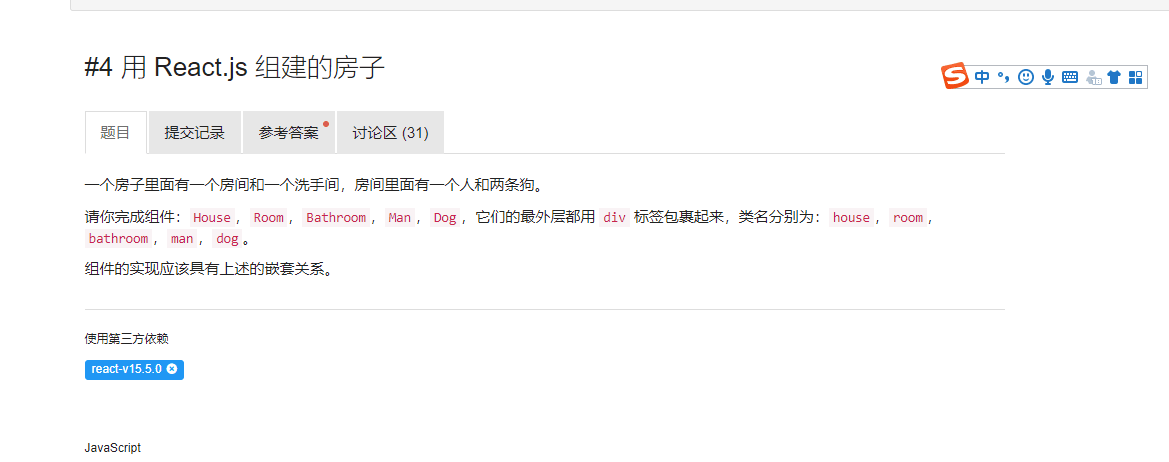 #4 用 React.js 组建的房子
中
题目 提交记录 参考答案 讨论区 (31)
一个房子里面有一个房间和一个洗手间，房间里面有一个人和两条狗。
请你完成组件：House，Room，Bathroom，Man，Dog，它们的最外层都用 div 标签包裹起来，类名分别为：house，room，
bathroom，man，dog。
组件的实现应该具有上述的嵌套关系。
使用第三方依赖
react-v15.5.0
JavaScript